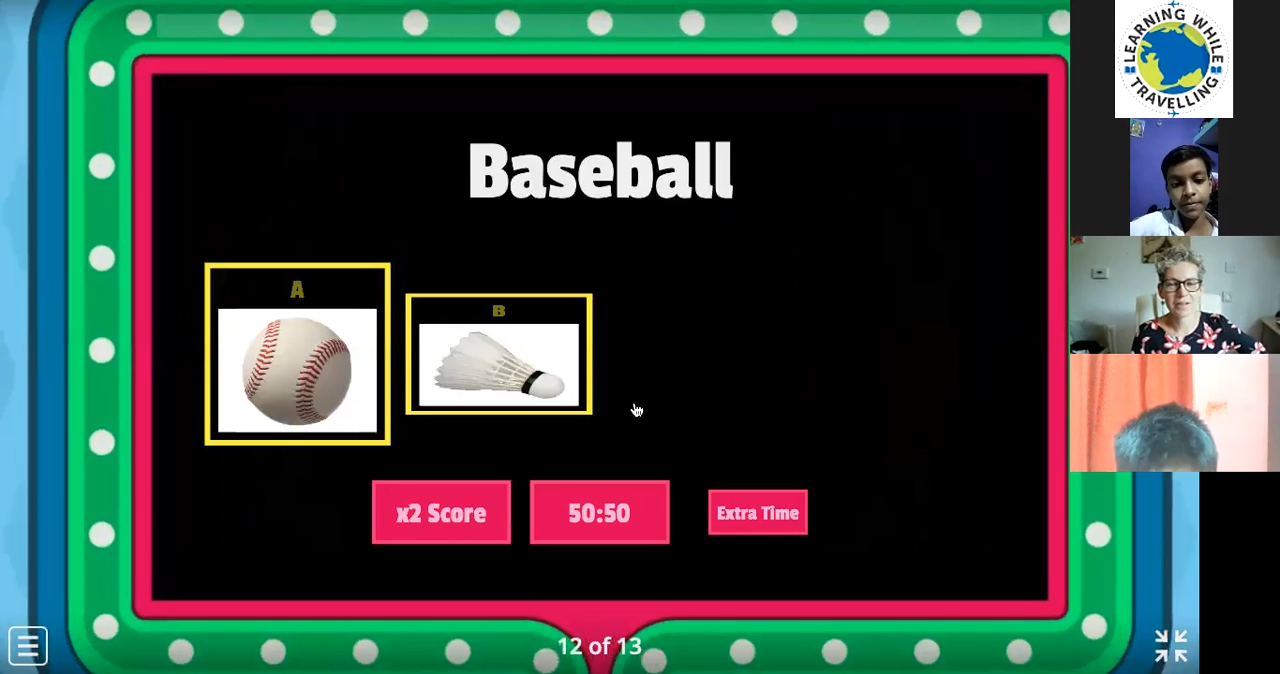 Baseball
A
B
x2 Score
50:50
Extra Time
12 of 13
LEARNING WHILE
TRAVELLING